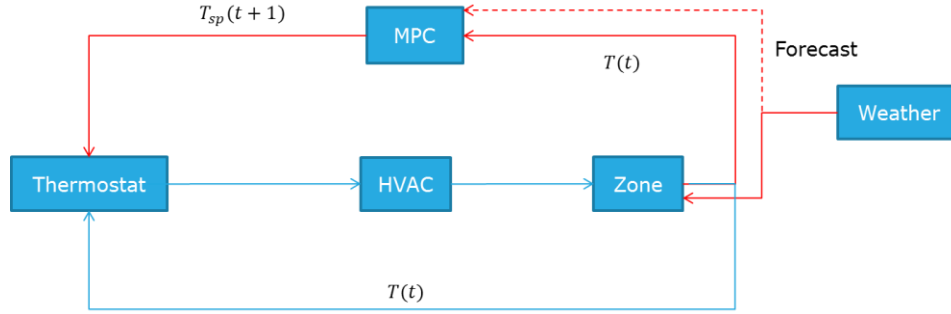 T_sp(t + 1)
MPC
T(t)
Forecast
Weather
Thermostat
HVAC
Zone
T(t)